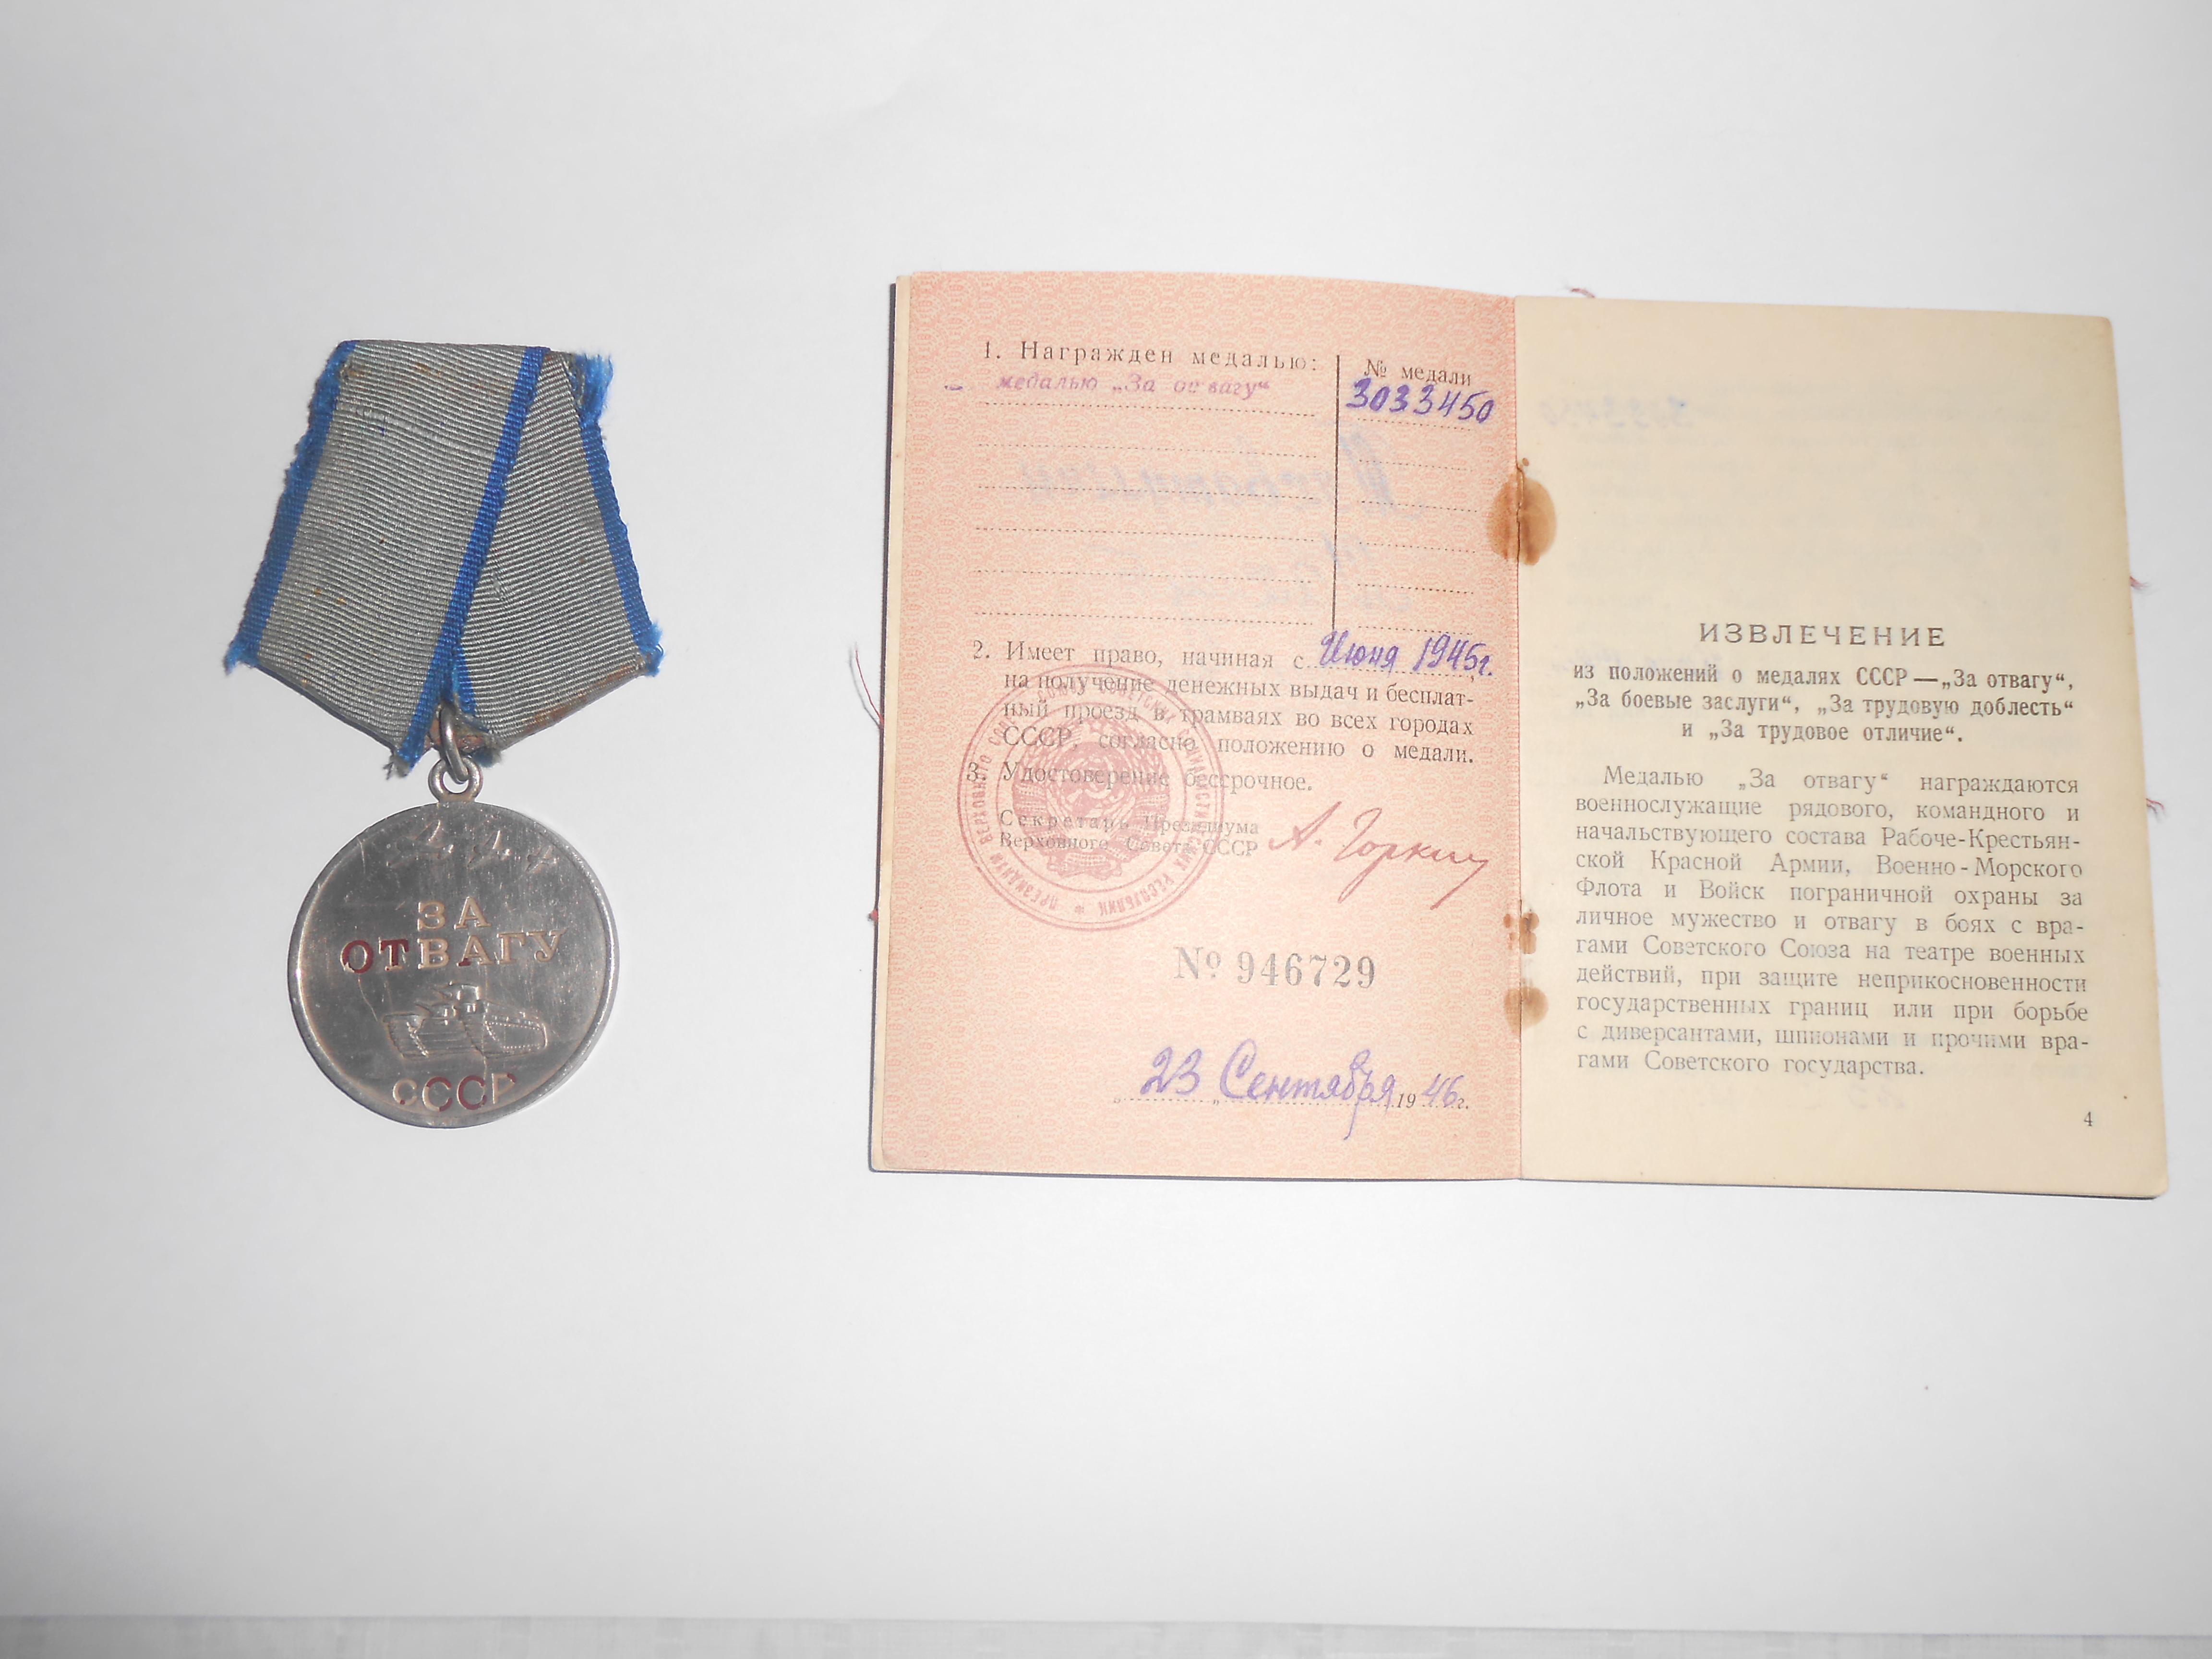 ЗА
ОТВАГУ
СССР
1. Награжден медалью:
№ медали
медалью „За отвагу“
3033450
2. Имеет право, начиная с Июня 1945г.,
на получение денежных выдач и бесплат-
ный проезд в трамваях во всех городах
СССР, согласно положению о медали.
3. Удостоверение бессрочное.
Секретарь Президиума
Верховного Совета СССР
А. Горкин
№ 946729
„23„ Сентября 1946 г.
ИЗВЛЕЧЕНИЕ
из положений о медалях СССР — „За отвагу“,
„За боевые заслуги“, „За трудовую доблесть“
и „За трудовое отличие“.
Медалью „За отвагу“ награждаются
военнослужащие рядового, командного и
начальствующего состава Рабоче-Крестьян-
ской Красной Армии, Военно-Морского
Флота и Войск пограничной охраны за
личное мужество и отвагу в боях с вра-
гами Советского Союза на театре военных
действий, при защите неприкосновенности
государственных границ или при борьбе
с диверсантами, шпионами и прочими вра-
гами Советского государства.
4